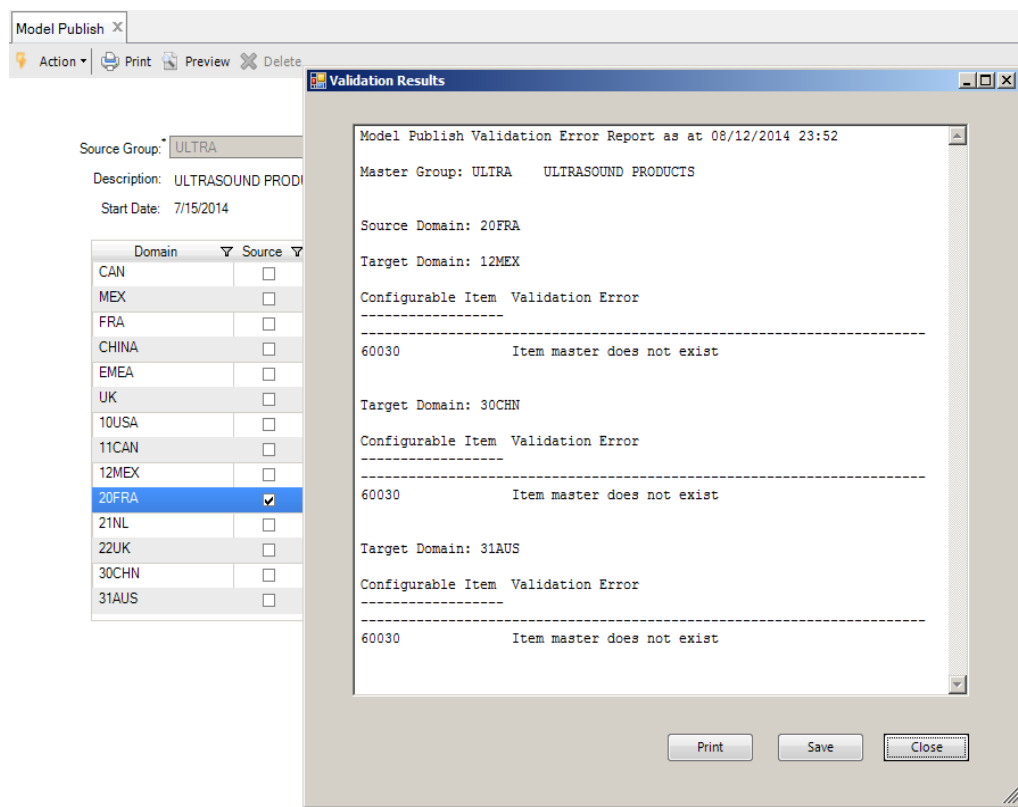 Model Publish
Action Print Preview Delete
Source Group:* ULTRA
Description: ULTRASOUND PRODU
Start Date: 7/15/2014
Domain Source
CAN
MEX
FRA
CHINA
EMEA
UK
10USA
11CAN
12MEX
20FRA
21NL
22UK
30CHN
31AUS
Validation Results
Model Publish Validation Error Report as at 08/12/2014 23:52
Master Group: ULTRA ULTRASOUND PRODUCTS
Source Domain: 20FRA
Target Domain: 12MEX
Configurable Item Validation Error
------------------
-----------------------------------------------------------------------
60030 Item master does not exist
Target Domain: 30CHN
Configurable Item Validation Error
------------------
-----------------------------------------------------------------------
60030 Item master does not exist
Target Domain: 31AUS
Configurable Item Validation Error
------------------
-----------------------------------------------------------------------
60030 Item master does not exist
Print Save Close